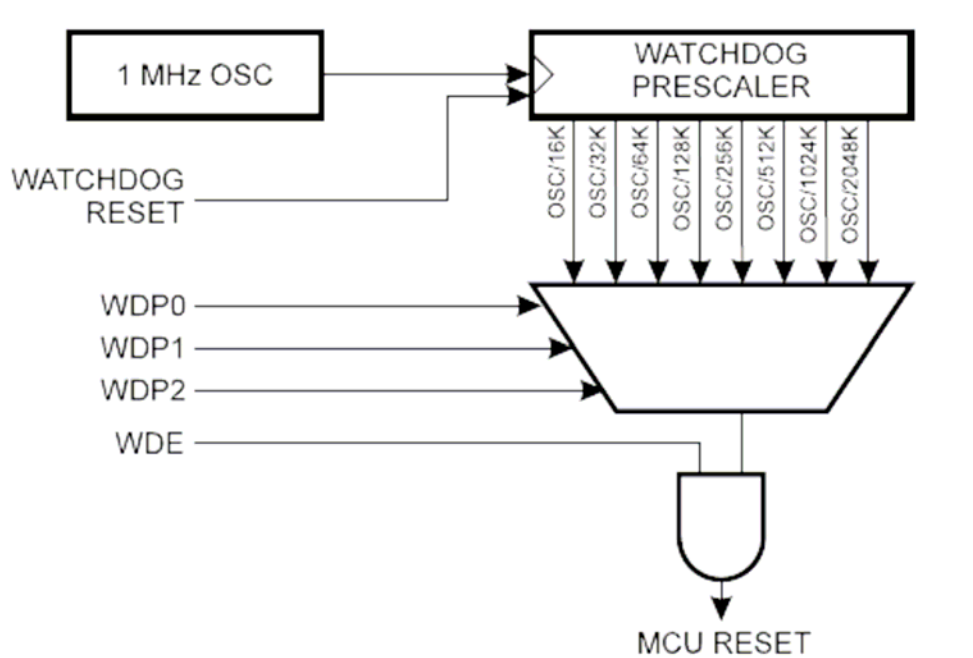 1 MHz OSC
WATCHDOG
PRESCALER
WATCHDOG
RESET
OSC/16K
OSC/32K
OSC/64K
OSC/128K
OSC/256K
OSC/512K
OSC/1024K
OSC/2048K
WDP0
WDP1
WDP2
WDE
MCU RESET